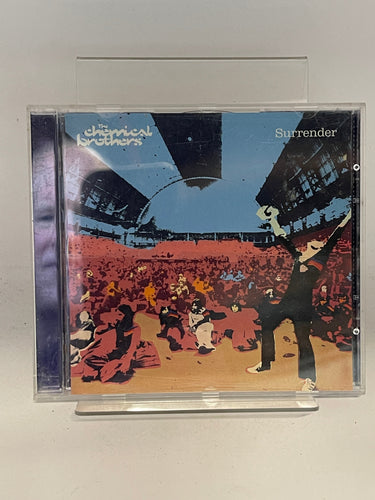 The
chemical
brothers
Surrender